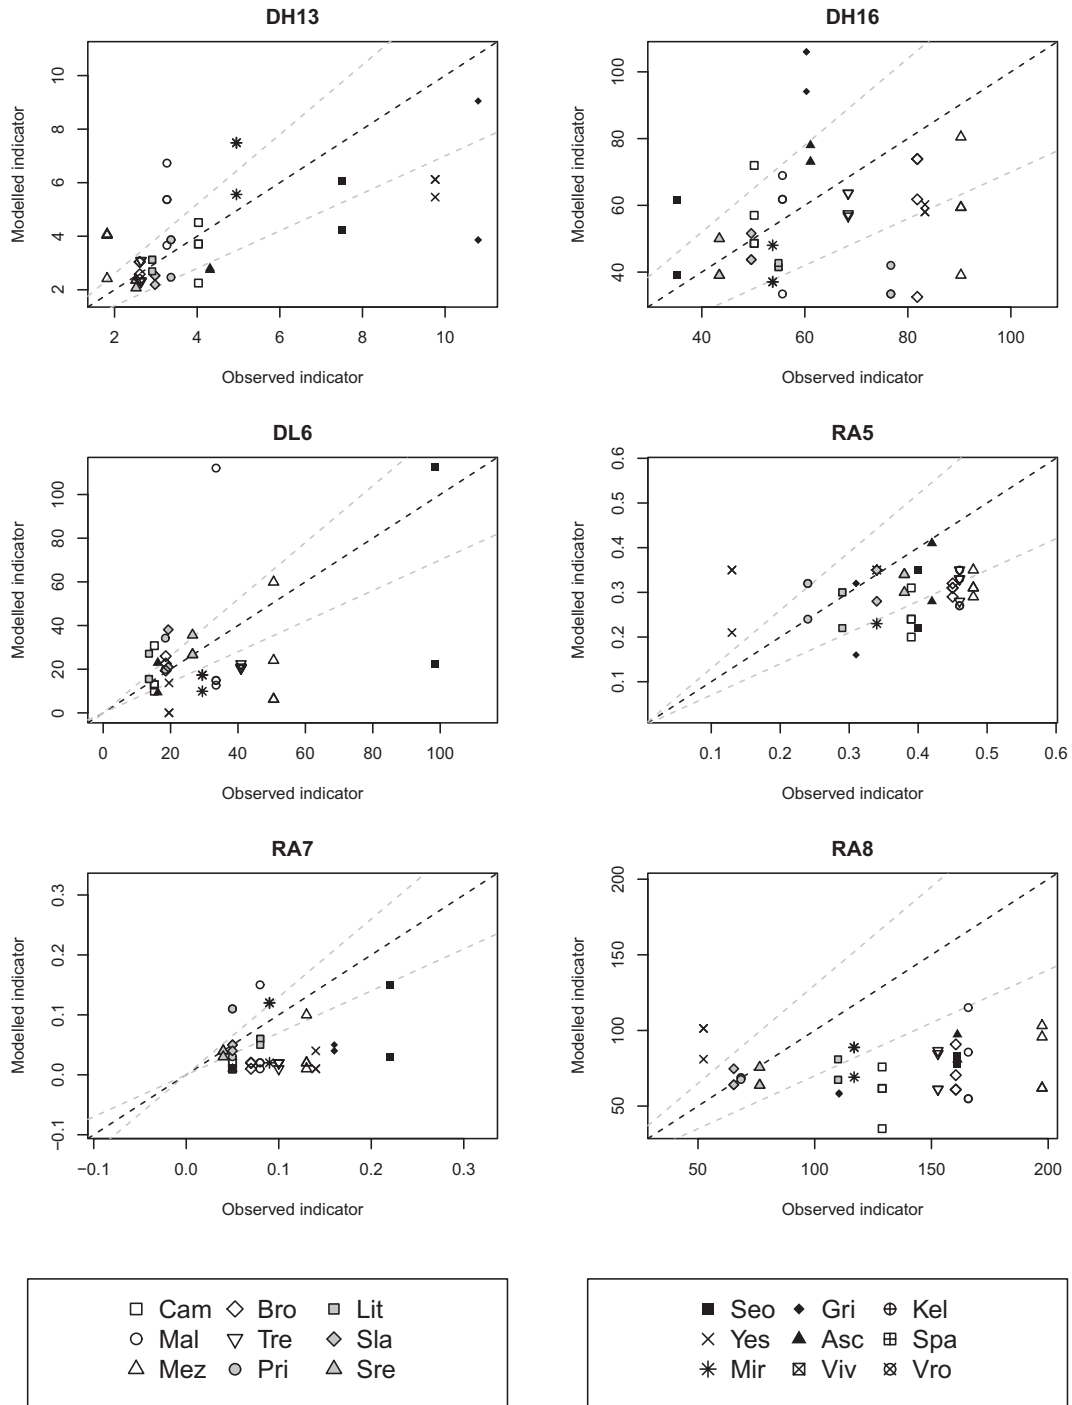 DH13
DH16
Modelled indicator
10
8
6
4
2
2 4 6 8 10
Observed indicator
Modelled indicator
100
80
60
40
40 60 80 100
Observed indicator
DL6
RA5
Modelled indicator
100
80
60
40
20
0
0 20 40 60 80 100
Observed indicator
Modelled indicator
0.6
0.5
0.4
0.3
0.2
0.1
0.1 0.2 0.3 0.4 0.5 0.6
Observed indicator
RA7
RA8
Modelled indicator
0.3
0.2
0.1
0.0
−0.1
−0.1 0.0 0.1 0.2 0.3
Observed indicator
Modelled indicator
200
150
100
50
50 100 150 200
Observed indicator
Cam Bro Lit
Mal Tre Sla
Mez Pri Sre
Seo Gri Kel
Yes Asc Spa
Mir Viv Vro